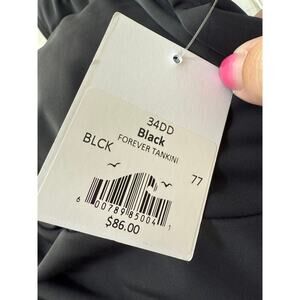 34DD
Black
FOREVER TANKINI
BLCK
77
6 00789 85004 1
$86.00